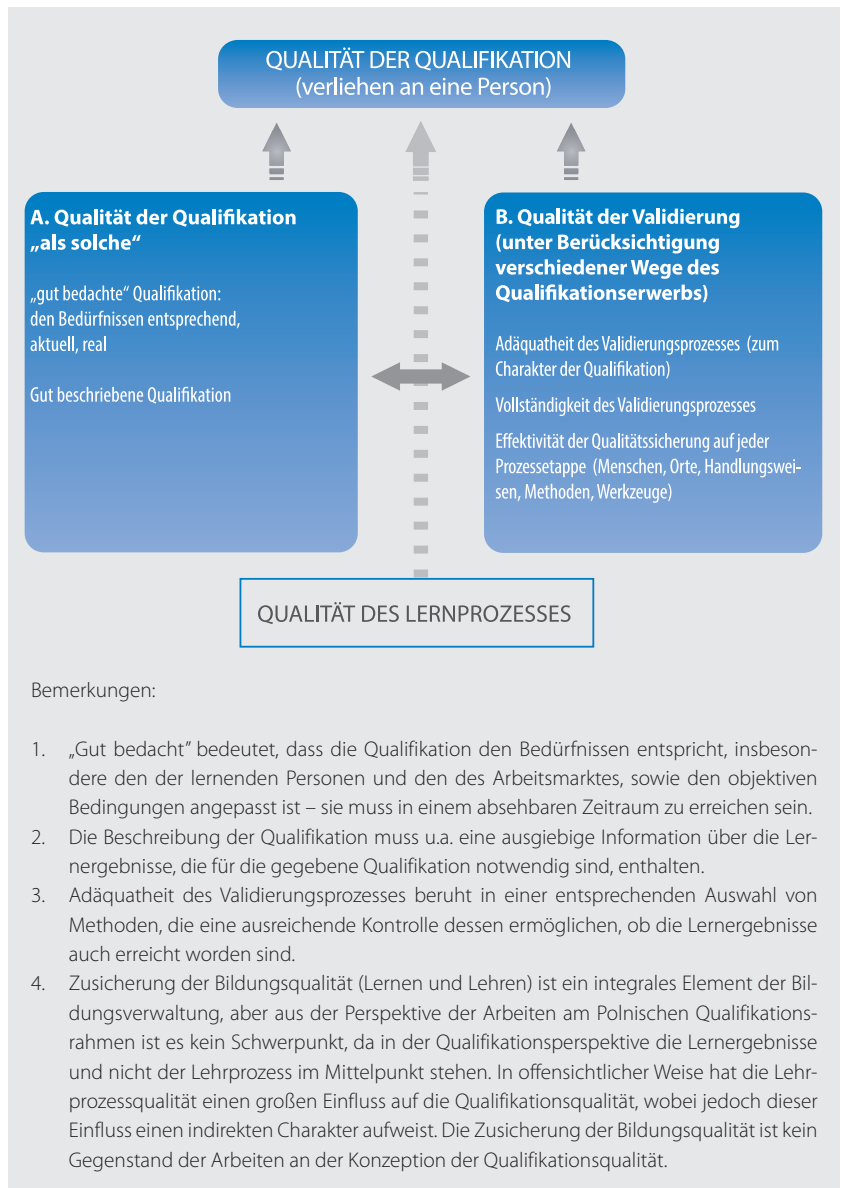 QUALITÄT DER QUALIFIKATION
(verliehen an eine Person)
A. Qualität der Qualifikation
„als solche“
„gut bedachte“ Qualifikation:
den Bedürfnissen entsprechend,
aktuell, real
Gut beschriebene Qualifikation
B. Qualität der Validierung
(unter Berücksichtigung
verschiedener Wege des
Qualifikationserwerbs)
Adäquatheit des Validierungsprozesses (zum
Charakter der Qualifikation)
Vollständigkeit des Validierungsprozesses
Effektivität der Qualitätssicherung auf jeder
Prozessetappe (Menschen, Orte, Handlungswei-
sen, Methoden, Werkzeuge)
QUALITÄT DES LERNPROZESSES
Bemerkungen:
1. „Gut bedacht” bedeutet, dass die Qualifikation den Bedürfnissen entspricht, insbeson-
dere den der lernenden Personen und den des Arbeitsmarktes, sowie den objektiven
Bedingungen angepasst ist – sie muss in einem absehbaren Zeitraum zu erreichen sein.
2. Die Beschreibung der Qualifikation muss u.a. eine ausgiebige Information über die Ler-
nergebnisse, die für die gegebene Qualifikation notwendig sind, enthalten.
3. Adäquatheit des Validierungsprozesses beruht in einer entsprechenden Auswahl von
Methoden, die eine ausreichende Kontrolle dessen ermöglichen, ob die Lernergebnisse
auch erreicht worden sind.
4. Zusicherung der Bildungsqualität (Lernen und Lehren) ist ein integrales Element der Bil-
dungsverwaltung, aber aus der Perspektive der Arbeiten am Polnischen Qualifikations-
rahmen ist es kein Schwerpunkt, da in der Qualifikationsperspektive die Lernergebnisse
und nicht der Lehrprozess im Mittelpunkt stehen. In offensichtlicher Weise hat die Lehr-
prozessqualität einen großen Einfluss auf die Qualifikationsqualität, wobei jedoch dieser
Einfluss einen indirekten Charakter aufweist. Die Zusicherung der Bildungsqualität ist kein
Gegenstand der Arbeiten an der Konzeption der Qualifikationsqualität.